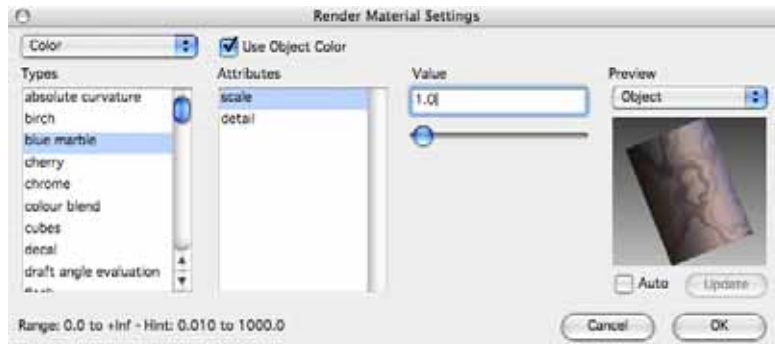 Render Material Settings
Color
Use Object Color
Types
Attributes
Value
Preview
absolute curvature
birch
blue marble
cherry
chrome
colour blend
cubes
decal
draft angle evaluation
scale
detail
1.0
Object
Auto
Update
Range: 0.0 to +Inf - Hint: 0.010 to 1000.0
Cancel
OK